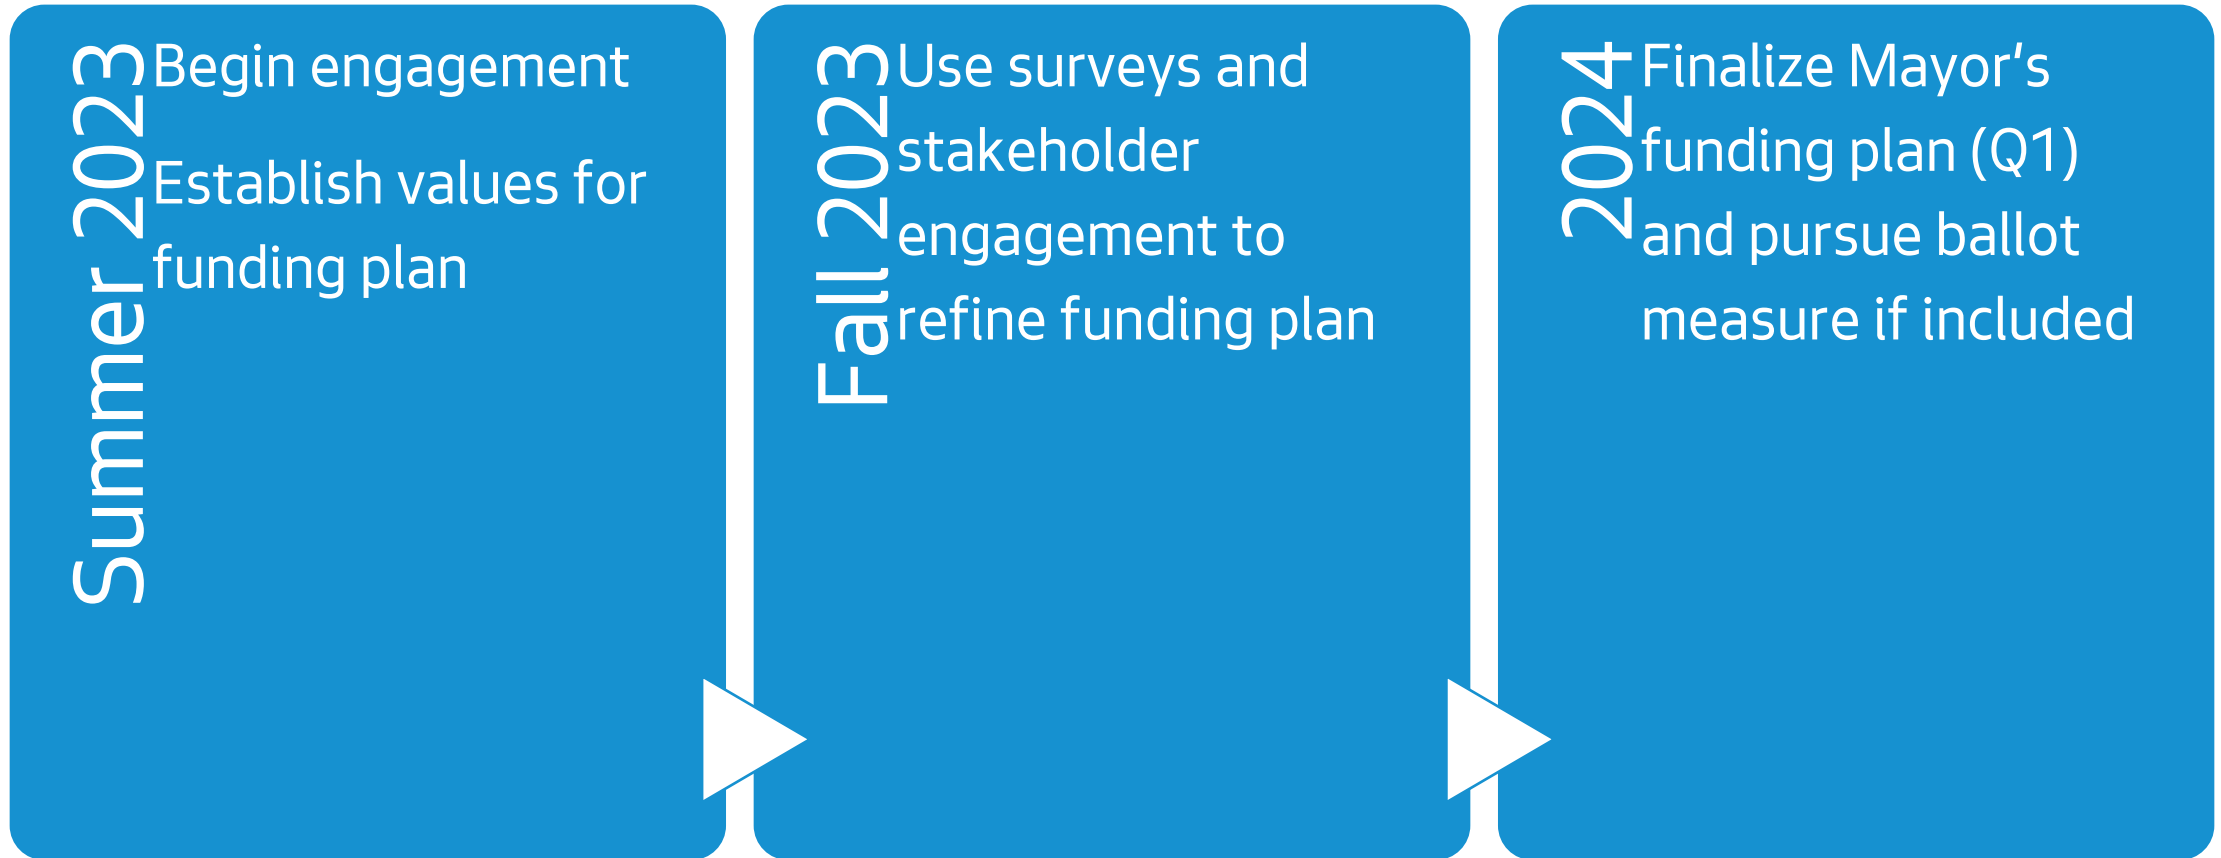 Summer 2023
Begin engagement
Establish values for
funding plan
Fall 2023
Use surveys and
stakeholder
engagement to
refine funding plan
2024
Finalize Mayor’s
funding plan (Q1)
and pursue ballot
measure if included